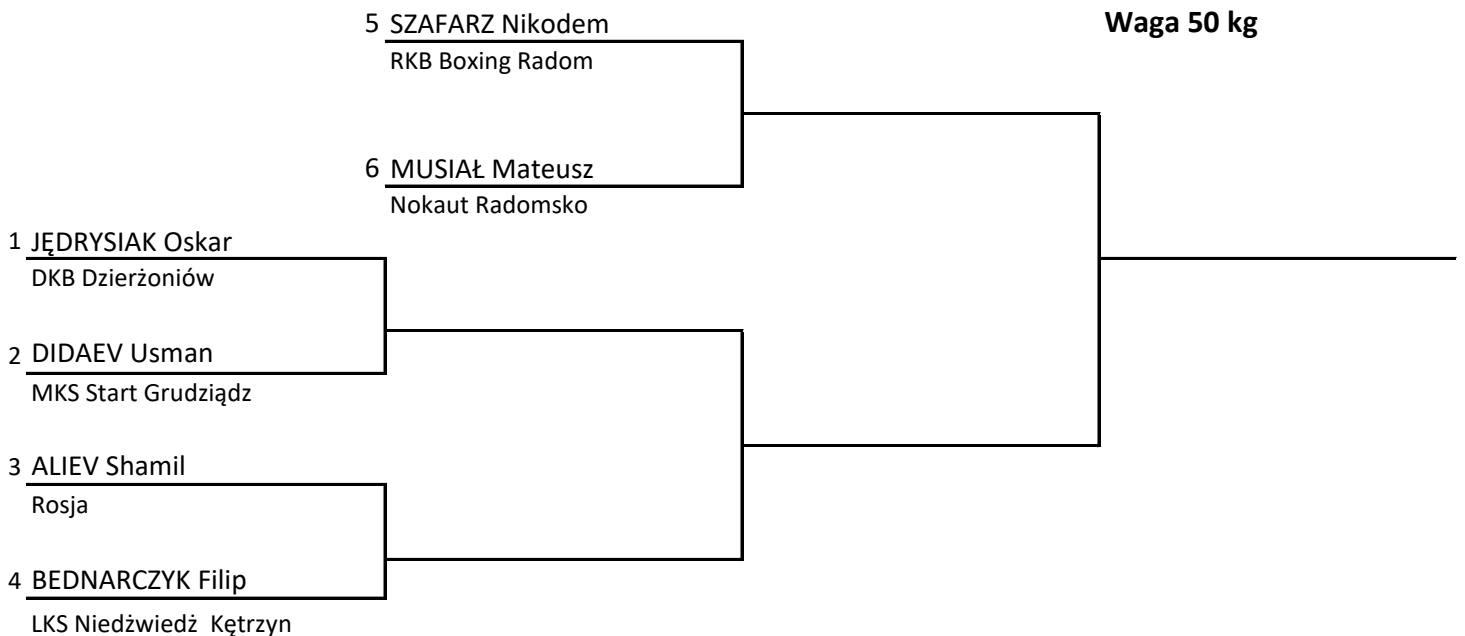 5 SZAFARZ Nikodem
Waga 50 kg
RKB Boxing Radom
6 MUSIAŁ Mateusz
Nokaut Radomsko
1 JĘDRYSIAK Oskar
DKB Dzierżoniów
2 DIDAEV Usman
MKS Start Grudziądz
3 ALIEV Shamil
Rosja
4 BEDNARCZYK Filip
LKS Niedżwiedż Kętrzyn